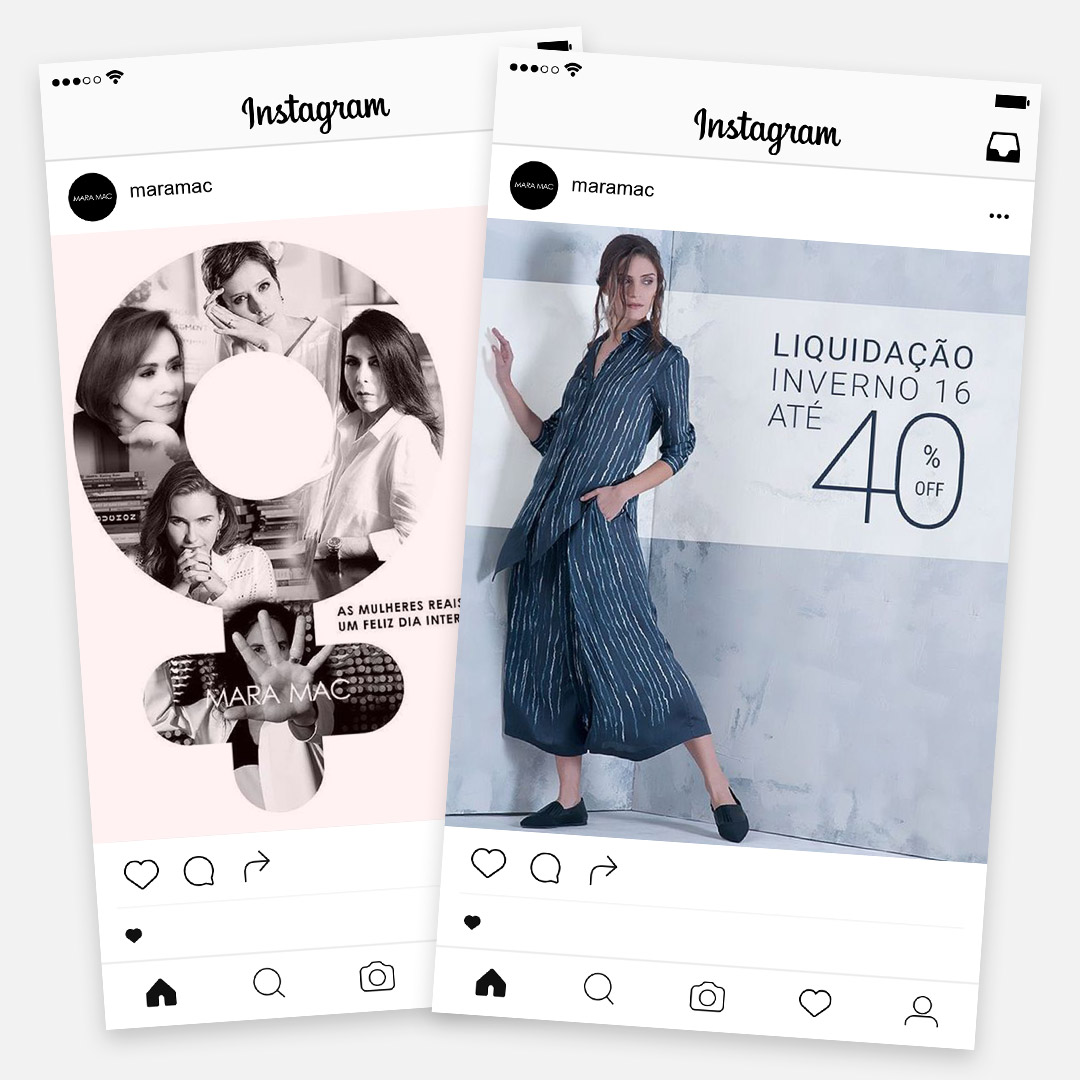 Instagram
MARA MAC
maramac
AS MULHERES REAIS
UM FELIZ DIA INTER
MARA MAC
Instagram
MARA MAC
maramac
LIQUIDAÇÃO
INVERNO 16
ATÉ 40
%
OFF